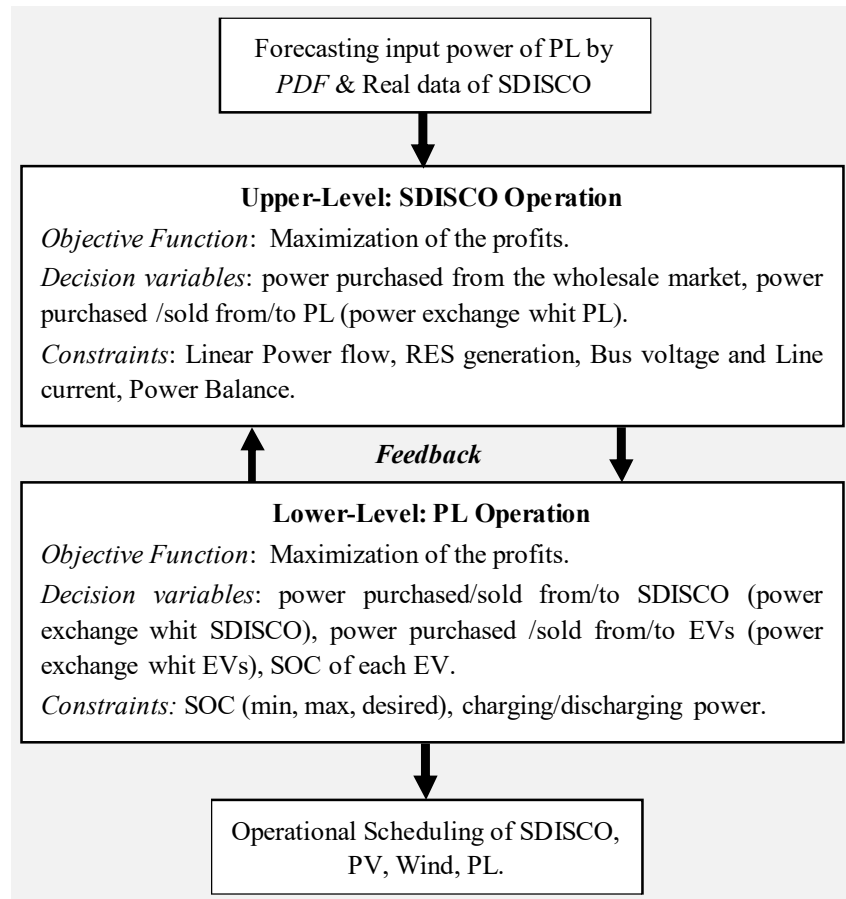 Forecasting input power of PL by
PDF & Real data of SDISCO
Upper-Level: SDISCO Operation
Objective Function: Maximization of the profits.
Decision variables: power purchased from the wholesale market, power
purchased /sold from/to PL (power exchange whit PL).
Constraints: Linear Power flow, RES generation, Bus voltage and Line
current, Power Balance.
Feedback
Lower-Level: PL Operation
Objective Function: Maximization of the profits.
Decision variables: power purchased/sold from/to SDISCO (power
exchange whit SDISCO), power purchased /sold from/to EVs (power
exchange whit EVs), SOC of each EV.
Constraints: SOC (min, max, desired), charging/discharging power.
Operational Scheduling of SDISCO,
PV, Wind, PL.